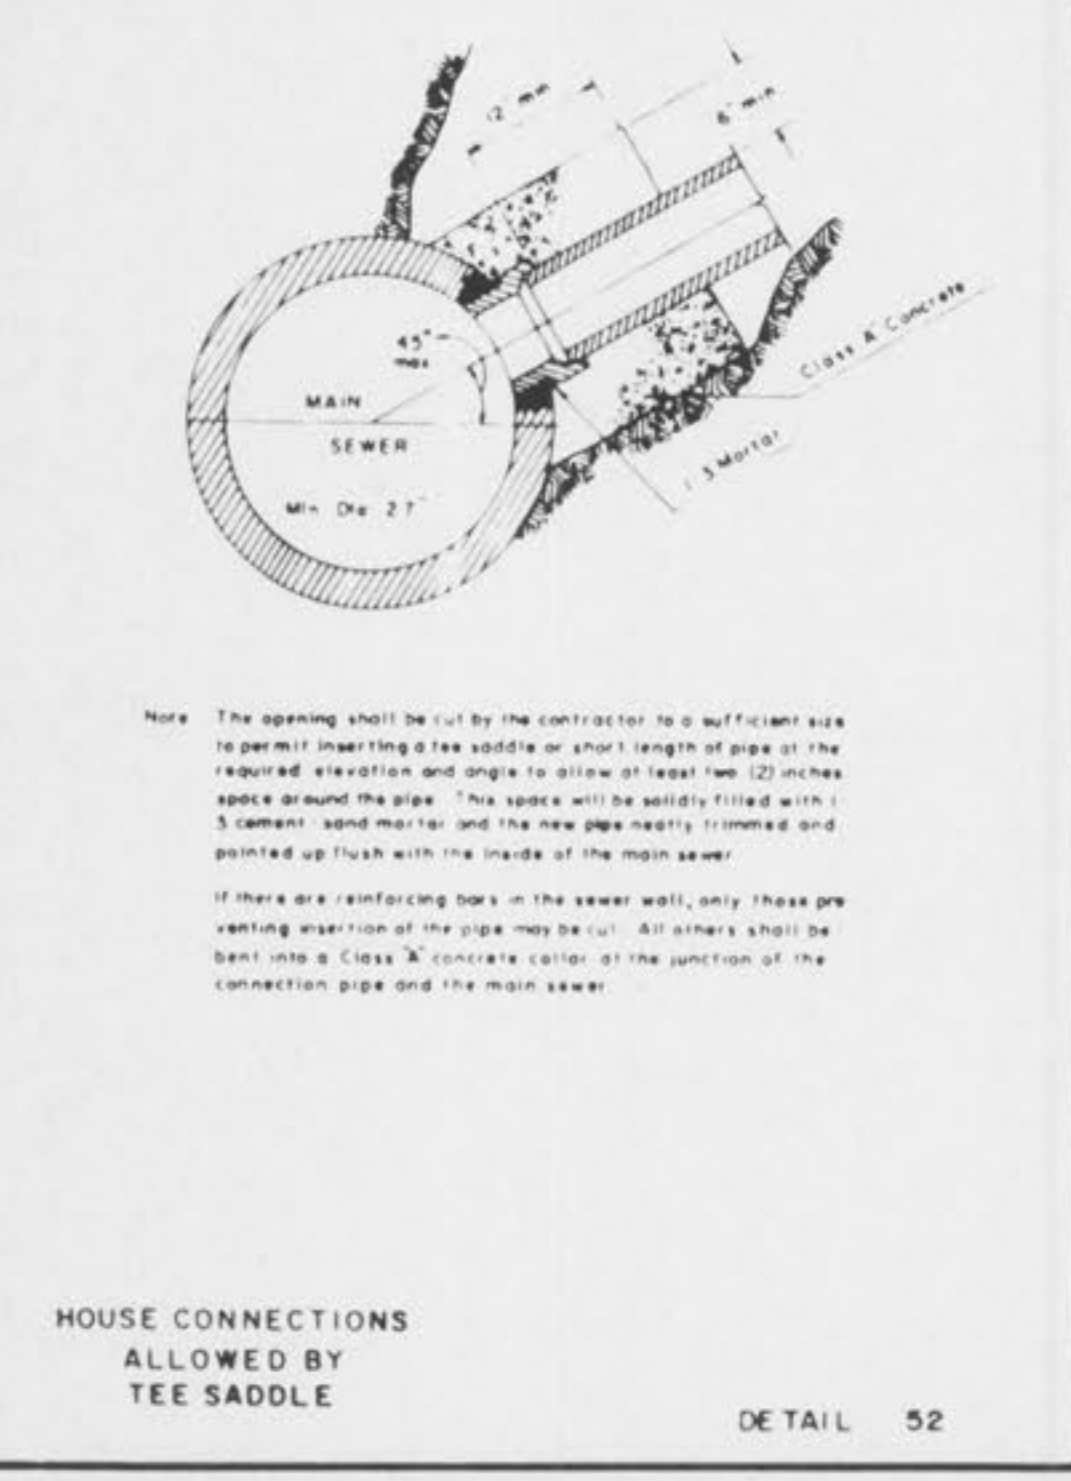 12" min
6" min
45°
max
MAIN
SEWER
Min Dia 27"
Class "A" Concrete
1:3 Mortar
Note The opening shall be cut by the contractor to a sufficient size
to permit inserting a tee saddle or short length of pipe at the
required elevation and angle to allow at least two (2) inches
space around the pipe. This space will be solidly filled with 1:
3 cement : sand mortar and the new pipe neatly trimmed and
pointed up flush with the inside of the main sewer.
If there are reinforcing bars in the sewer wall, only those pre
venting insertion of the pipe may be cut. All others shall be
bent into a Class "A" concrete collar at the junction of the
connection pipe and the main sewer.
HOUSE CONNECTIONS
ALLOWED BY
TEE SADDLE
DETAIL 52